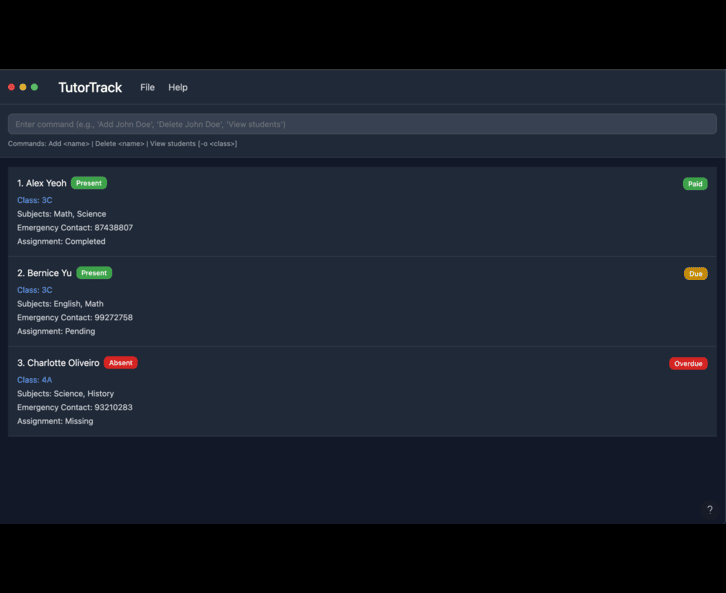 TutorTrack File Help
Enter command (e.g., 'Add John Doe', 'Delete John Doe', 'View students')
Commands: Add <name> | Delete <name> | View students [-o <class>]
1. Alex Yeoh Present Paid
Class: 3C
Subjects: Math, Science
Emergency Contact: 87438807
Assignment: Completed
2. Bernice Yu Present Due
Class: 3C
Subjects: English, Math
Emergency Contact: 99272758
Assignment: Pending
3. Charlotte Oliveiro Absent Overdue
Class: 4A
Subjects: Science, History
Emergency Contact: 93210283
Assignment: Missing
?